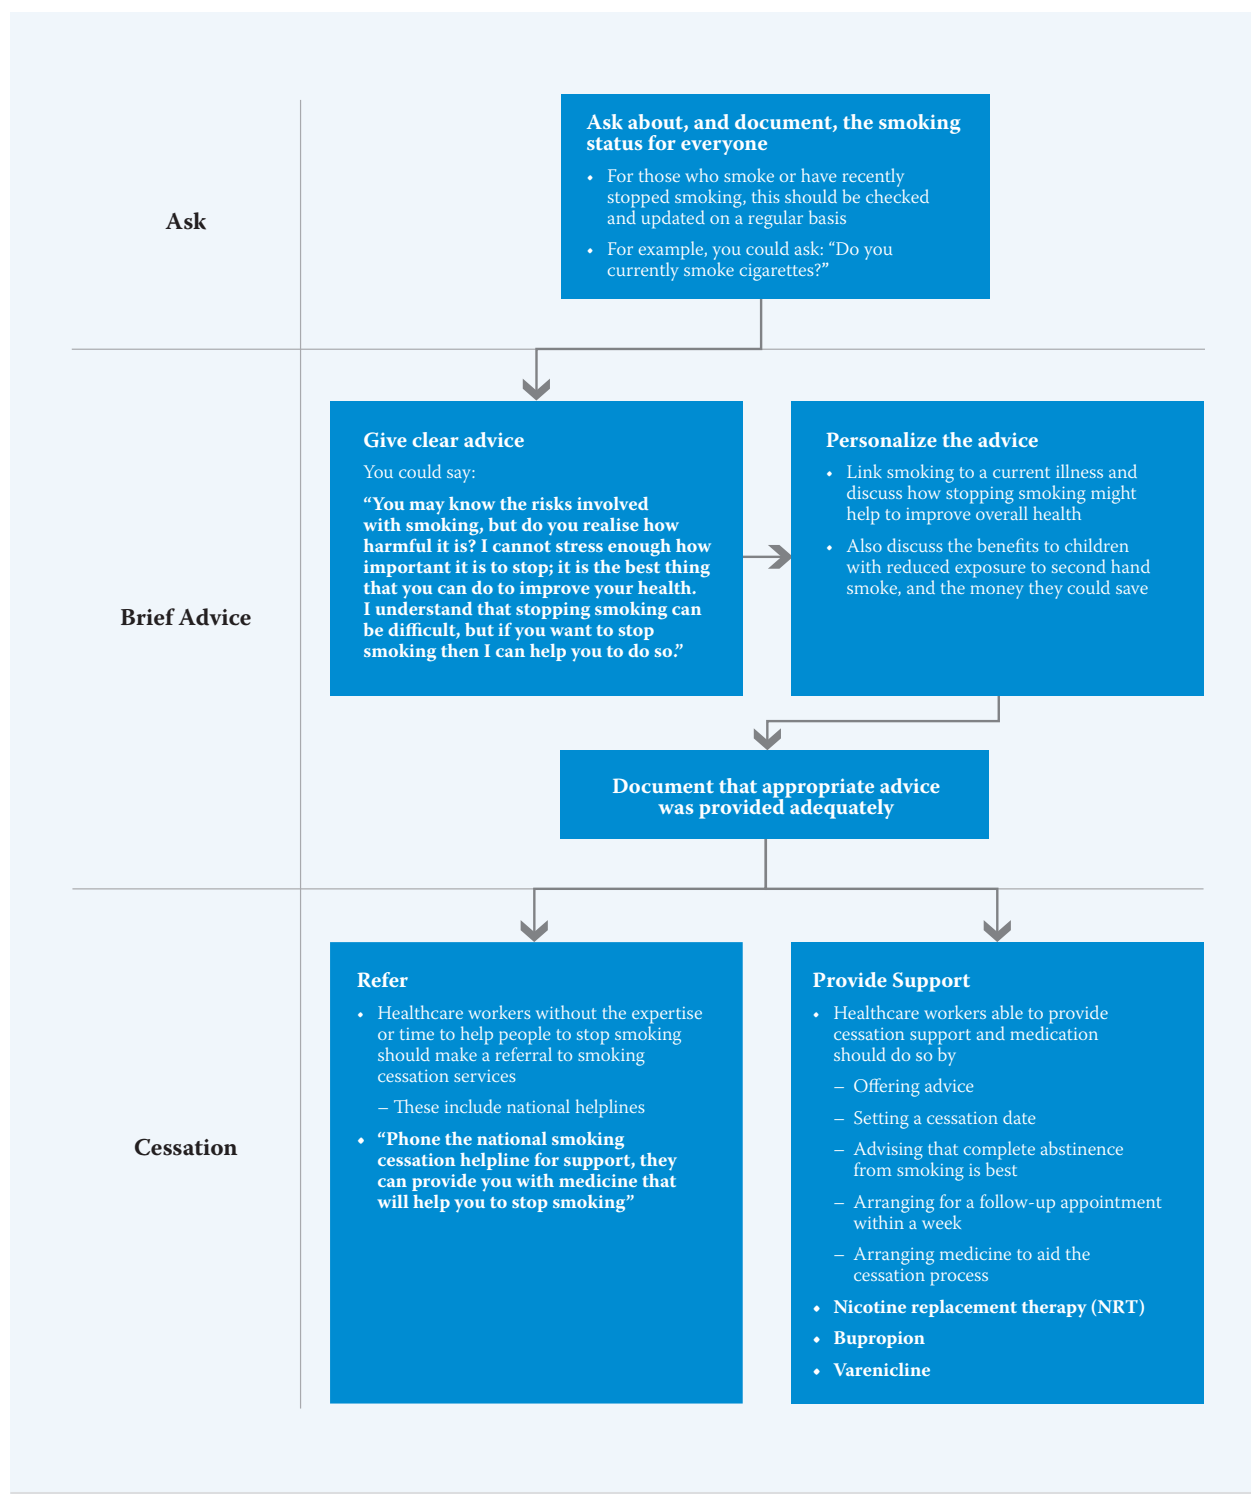 Ask
Ask about, and document, the smoking
status for everyone
• For those who smoke or have recently
stopped smoking, this should be checked
and updated on a regular basis
• For example, you could ask: “Do you
currently smoke cigarettes?”
Brief Advice
Give clear advice
You could say:
“You may know the risks involved
with smoking, but do you realise how
harmful it is? I cannot stress enough how
important it is to stop; it is the best thing
that you can do to improve your health.
I understand that stopping smoking can
be difficult, but if you want to stop
smoking then I can help you to do so.”
Personalize the advice
• Link smoking to a current illness and
discuss how stopping smoking might
help to improve overall health
• Also discuss the benefits to children
with reduced exposure to second hand
smoke, and the money they could save
Document that appropriate advice
was provided adequately
Cessation
Refer
• Healthcare workers without the expertise
or time to help people to stop smoking
should make a referral to smoking
cessation services
– These include national helplines
• “Phone the national smoking
cessation helpline for support, they
can provide you with medicine that
will help you to stop smoking”
Provide Support
• Healthcare workers able to provide
cessation support and medication
should do so by
– Offering advice
– Setting a cessation date
– Advising that complete abstinence
from smoking is best
– Arranging for a follow-up appointment
within a week
– Arranging medicine to aid the
cessation process
• Nicotine replacement therapy (NRT)
• Bupropion
• Varenicline